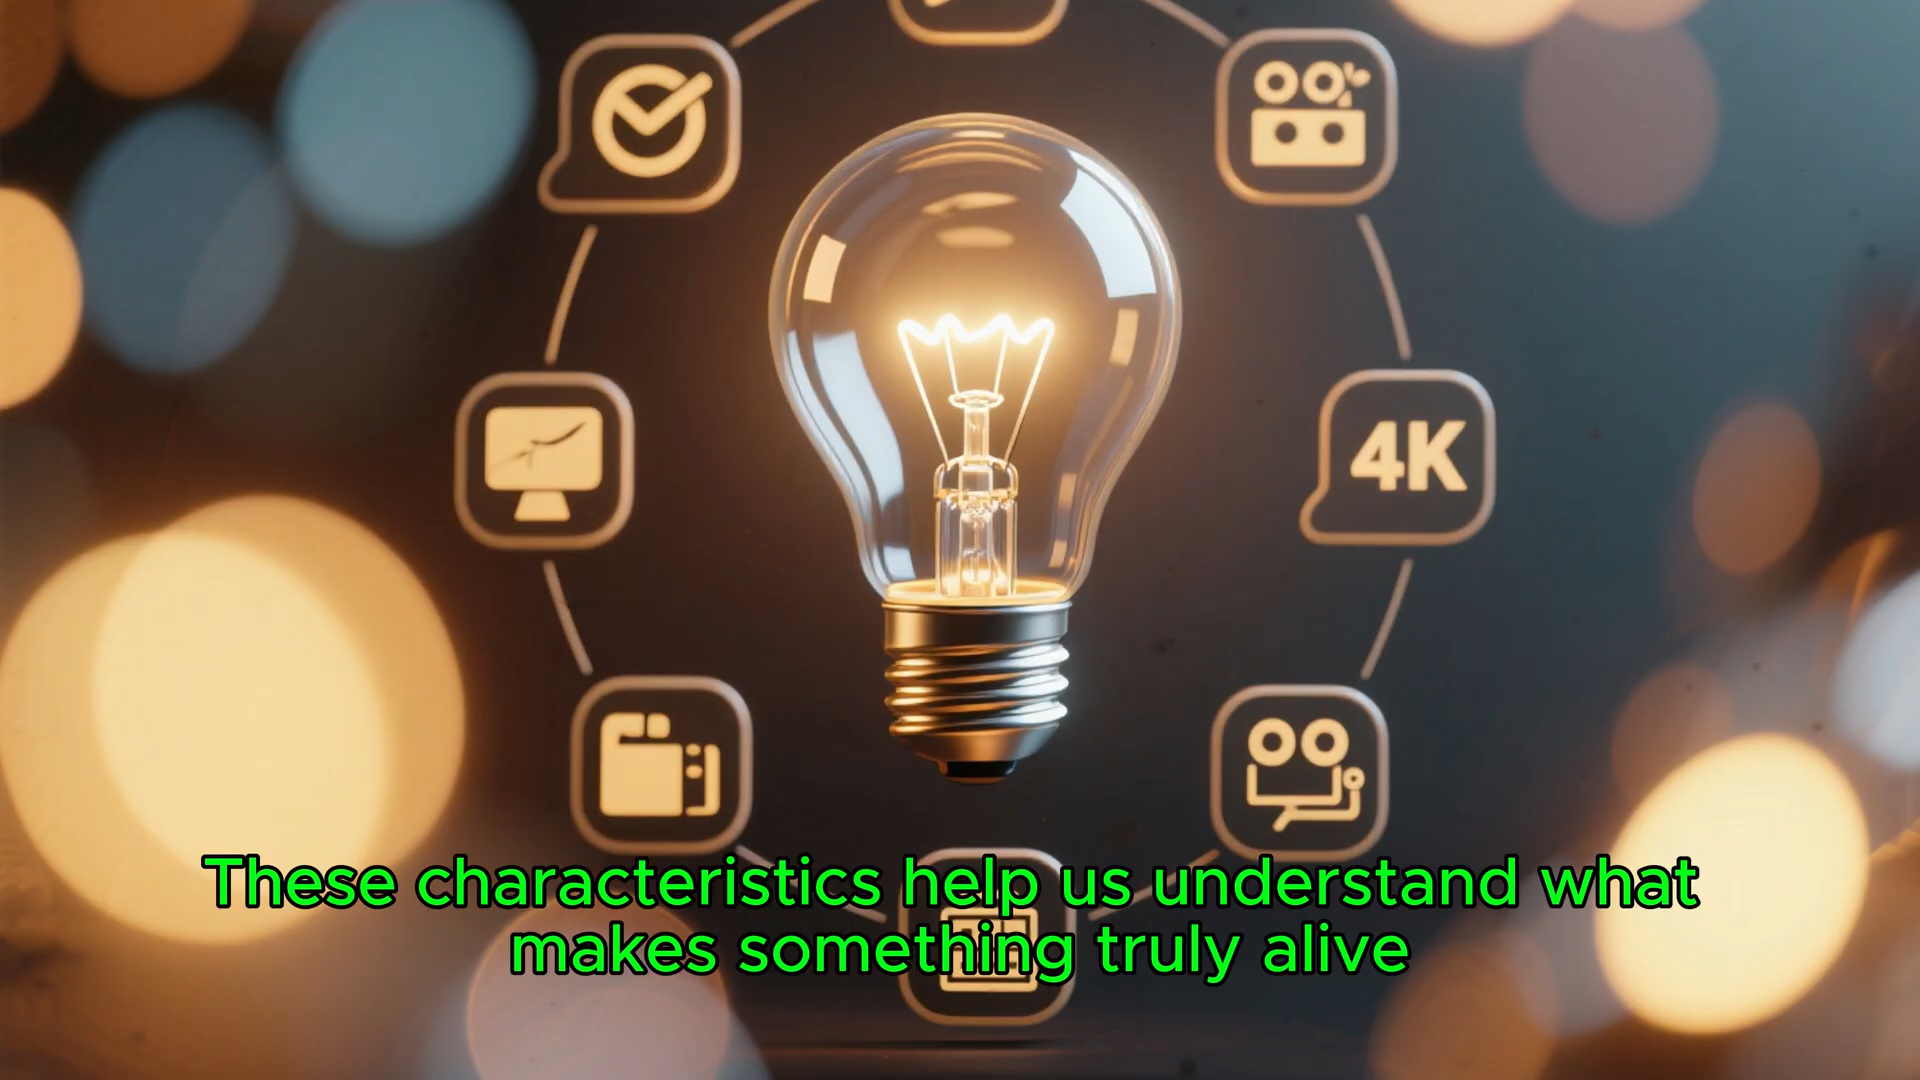 4K
These characteristics help us understand what
makes something truly alive